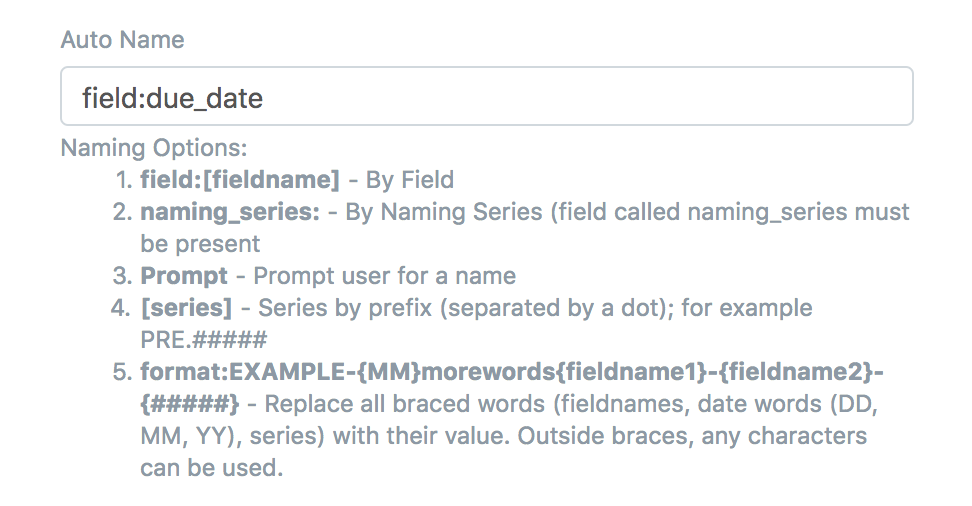 Auto Name
field:due_date
Naming Options:
1. field:[fieldname] - By Field
2. naming_series: - By Naming Series (field called naming_series must
be present
3. Prompt - Prompt user for a name
4. [series] - Series by prefix (separated by a dot); for example
PRE.#####
5. format:EXAMPLE-{MM}morewords{fieldname1}-{fieldname2}-
{#####} - Replace all braced words (fieldnames, date words (DD,
MM, YY), series) with their value. Outside braces, any characters
can be used.